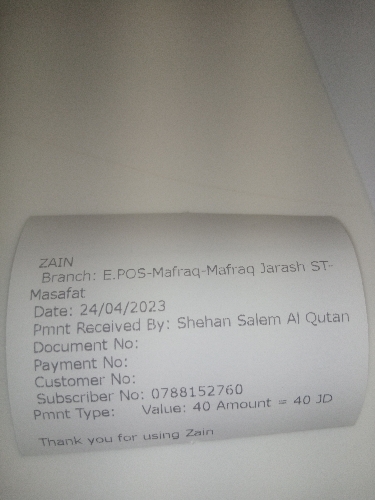 ZAIN
Branch: E.POS-Mafraq-Mafraq Jarash ST-
Masafat
Date: 24/04/2023
Pmnt Received By: Shehan Salem Al Qutan
Document No:
Payment No:
Customer No:
Subscriber No: 0788152760
Pmnt Type: Value: 40 Amount = 40 JD
Thank you for using Zain